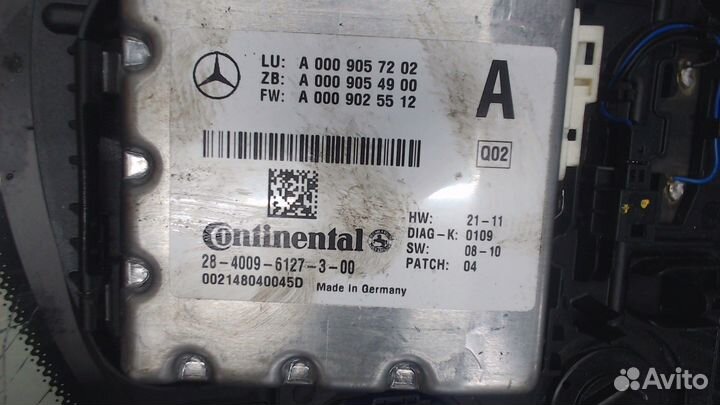 LU: A 000 905 72 02
ZB: A 000 905 49 00
FW: A 000 902 55 12
A
Q02
Continental
28-4009-6127-3-00
002148040045D Made in Germany
HW: 21-11
DIAG-K: 0109
SW: 08-10
PATCH: 04
Avito